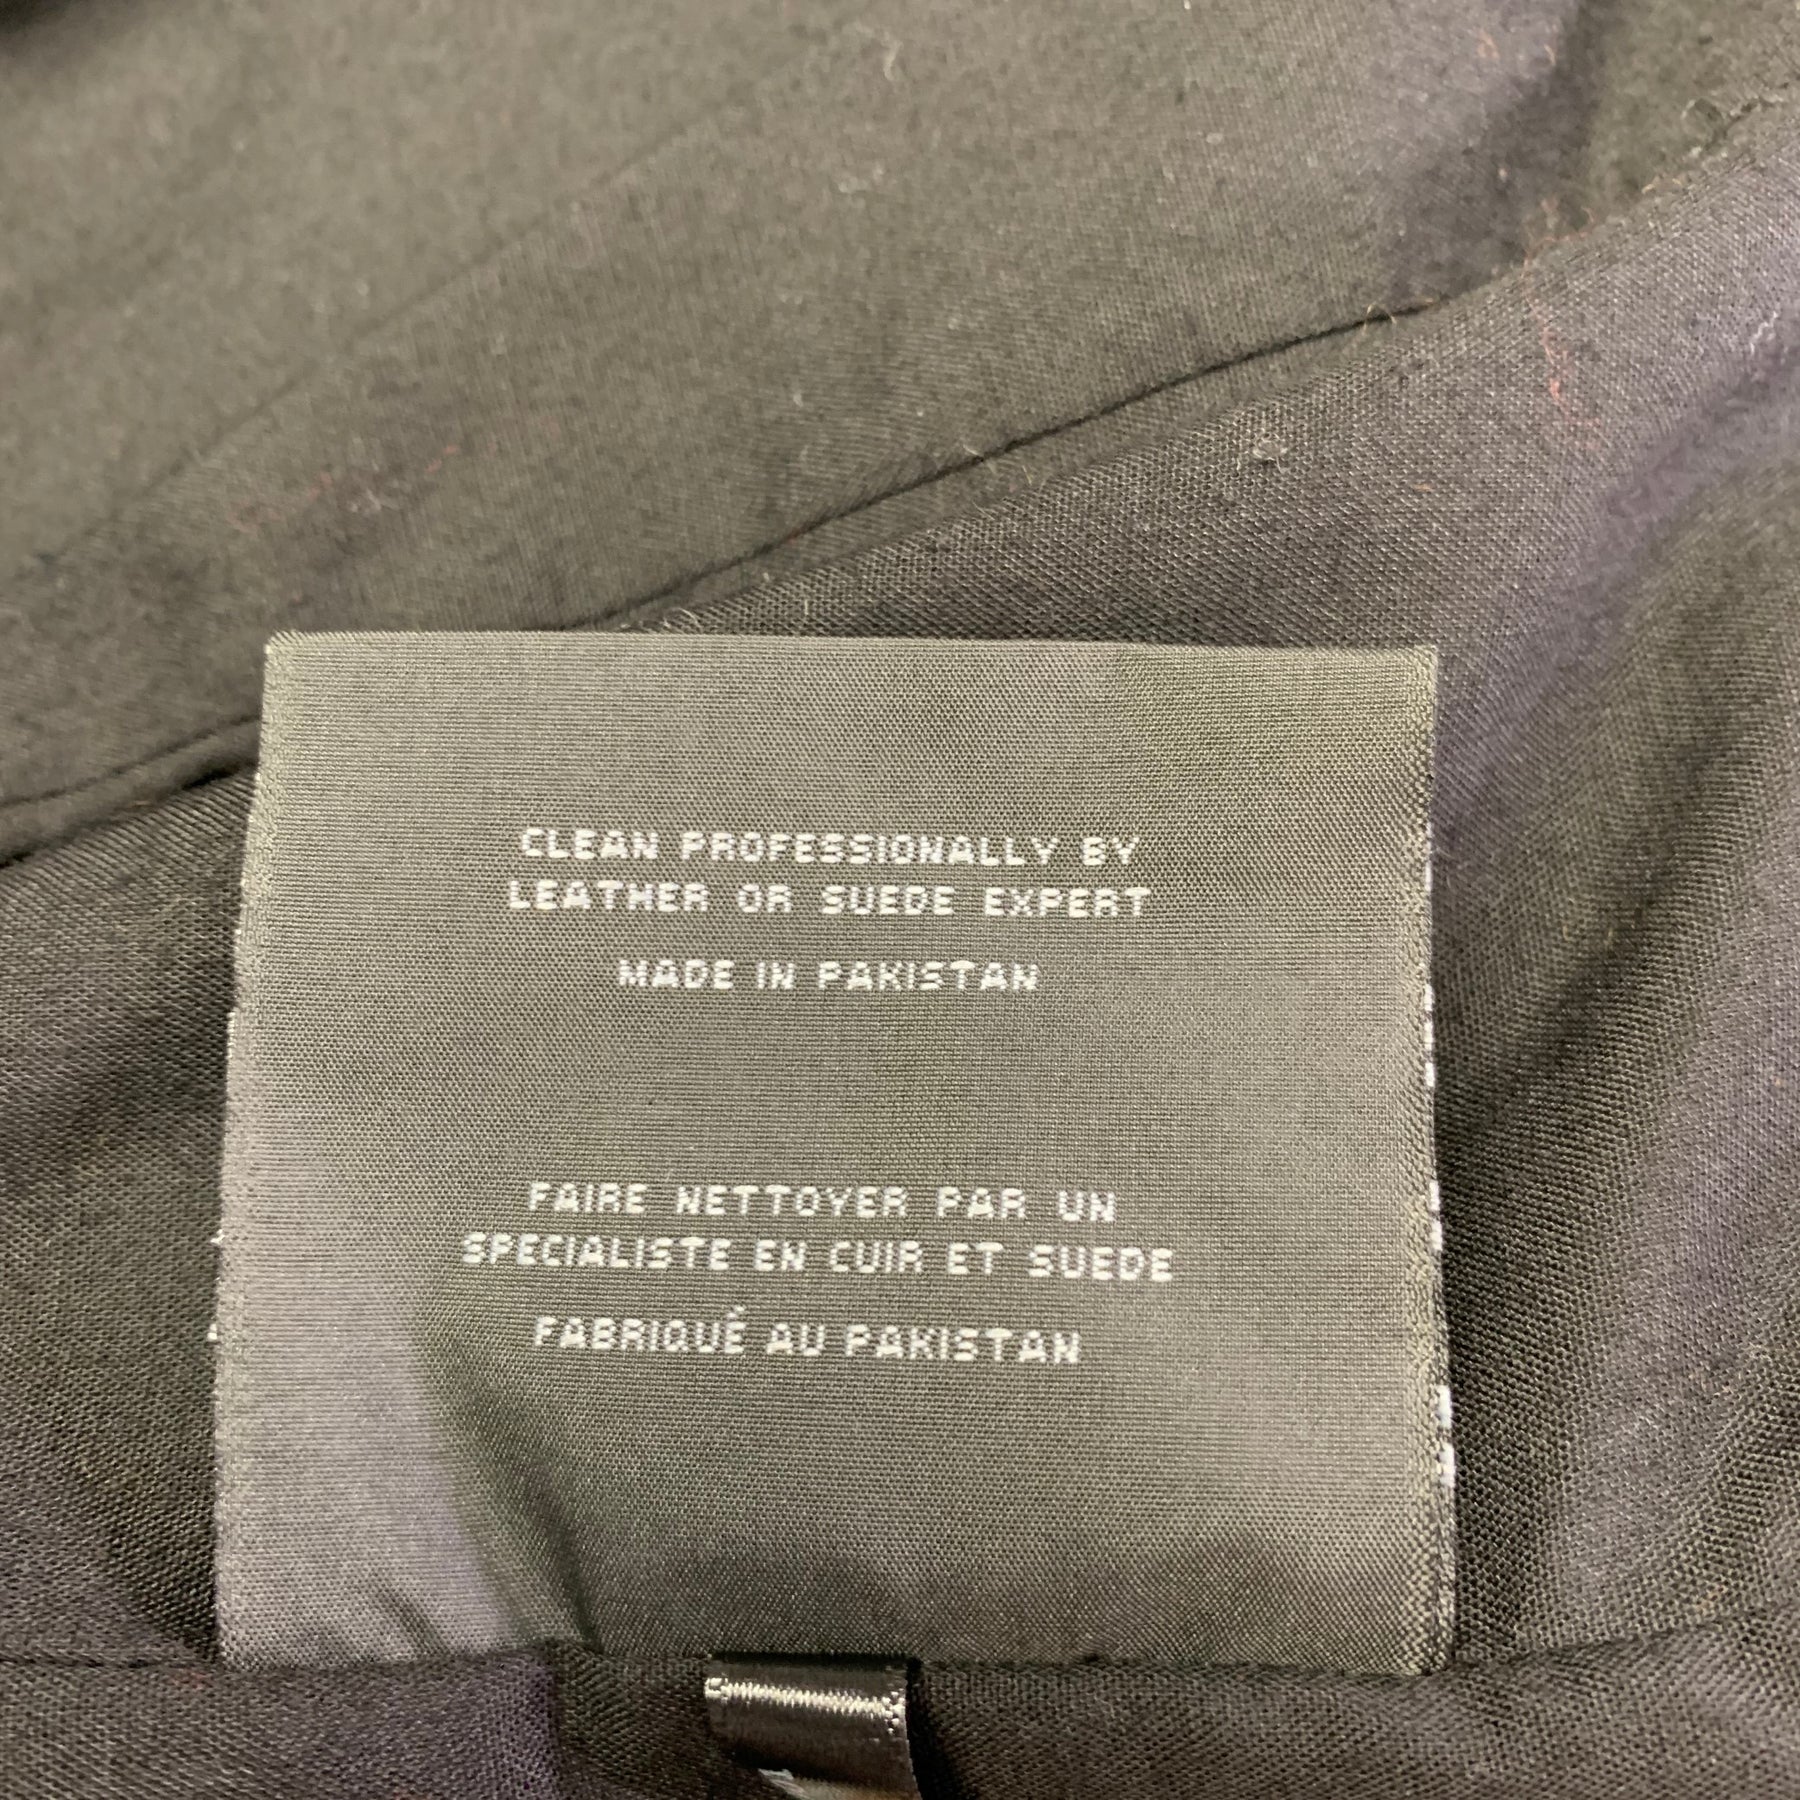 CLEAN PROFESSIONALLY BY
LEATHER OR SUEDE EXPERT
MADE IN PAKISTAN
FAIRE NETTOYER PAR UN
SPECIALISTE EN CUIR ET SUEDE
FABRIQUÉ AU PAKISTAN